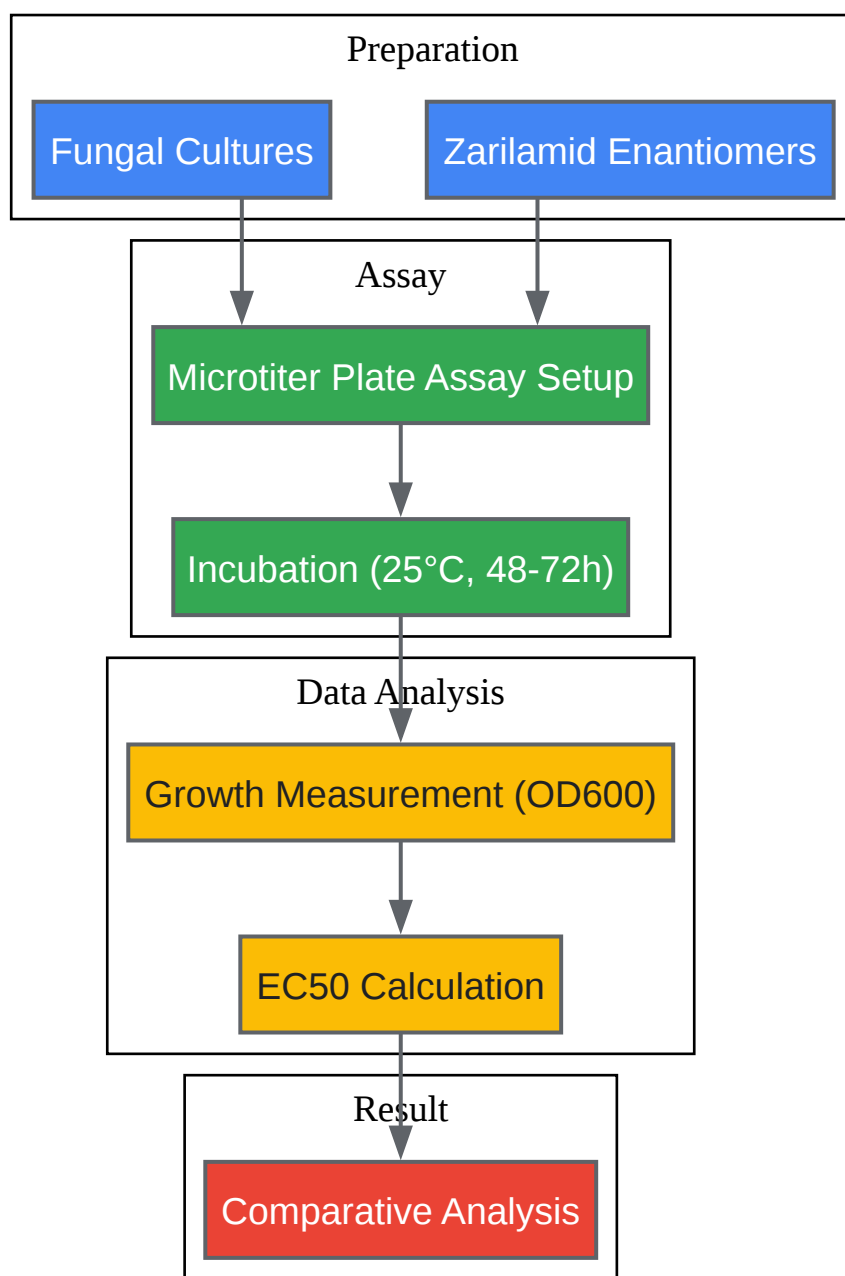 Preparation
Fungal Cultures
Zarilamid Enantiomers
Assay
Microtiter Plate Assay Setup
Incubation (25°C, 48-72h)
Data Analysis
Growth Measurement (OD600)
EC50 Calculation
Result
Comparative Analysis